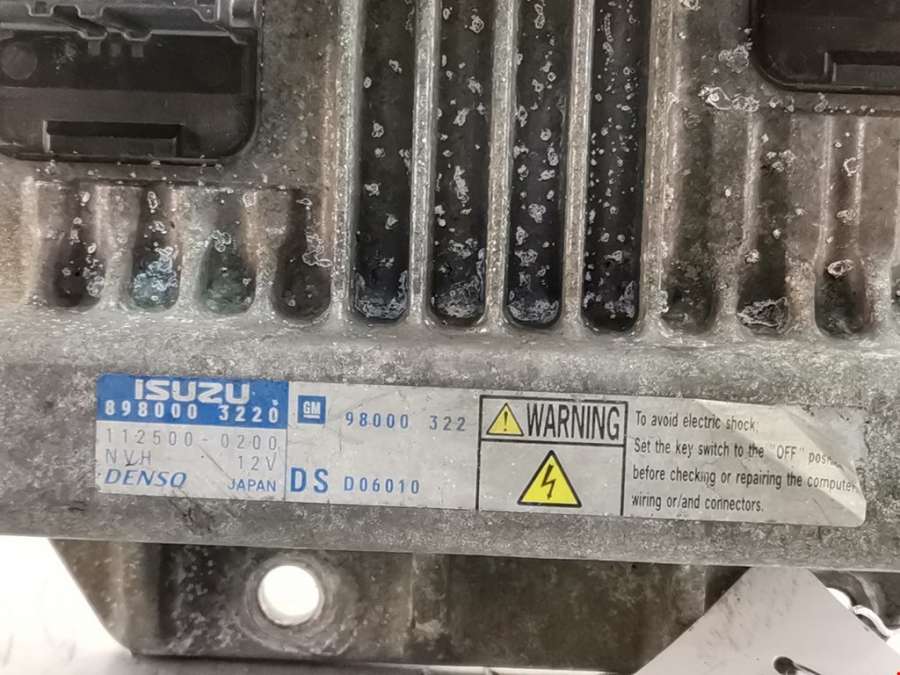 ISUZU
898000 3220
112500-0200
NVH 12V
DENSO JAPAN
GM 98000 322
DS D06010
WARNING
To avoid electric shock;
Set the key switch to the "OFF"
before checking or repairing the computer,
wiring or/and connectors.